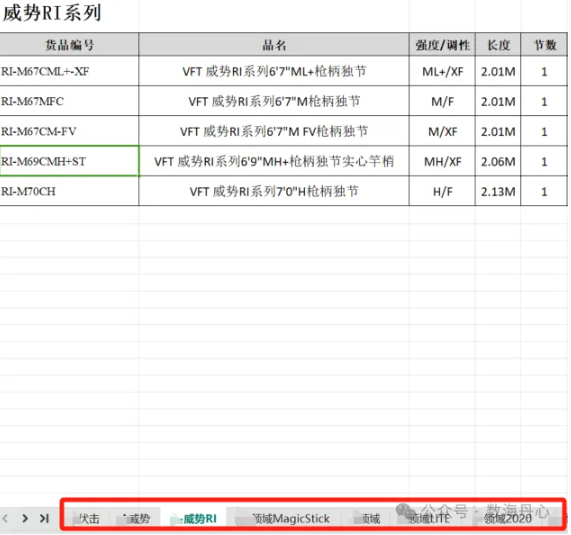 威势RI系列
货品编号 品名 强度/调性 长度 节数
RI-M67CML+-XF VFT 威势RI系列6'7"ML+枪柄独节 ML+/XF 2.01M 1
RI-M67MFC VFT 威势RI系列6'7"M枪柄独节 M/F 2.01M 1
RI-M67CM-FV VFT 威势RI系列6'7"M FV枪柄独节 M/XF 2.01M 1
RI-M69CMH+ST VFT 威势RI系列6'9"MH+枪柄独节实心竿梢 MH/XF 2.06M 1
RI-M70CH VFT 威势RI系列7'0"H枪柄独节 H/F 2.13M 1
公众号·数海丹心
伏击 威势 -威势RI 领域MagicStick 领域 领域LITE 领域2020